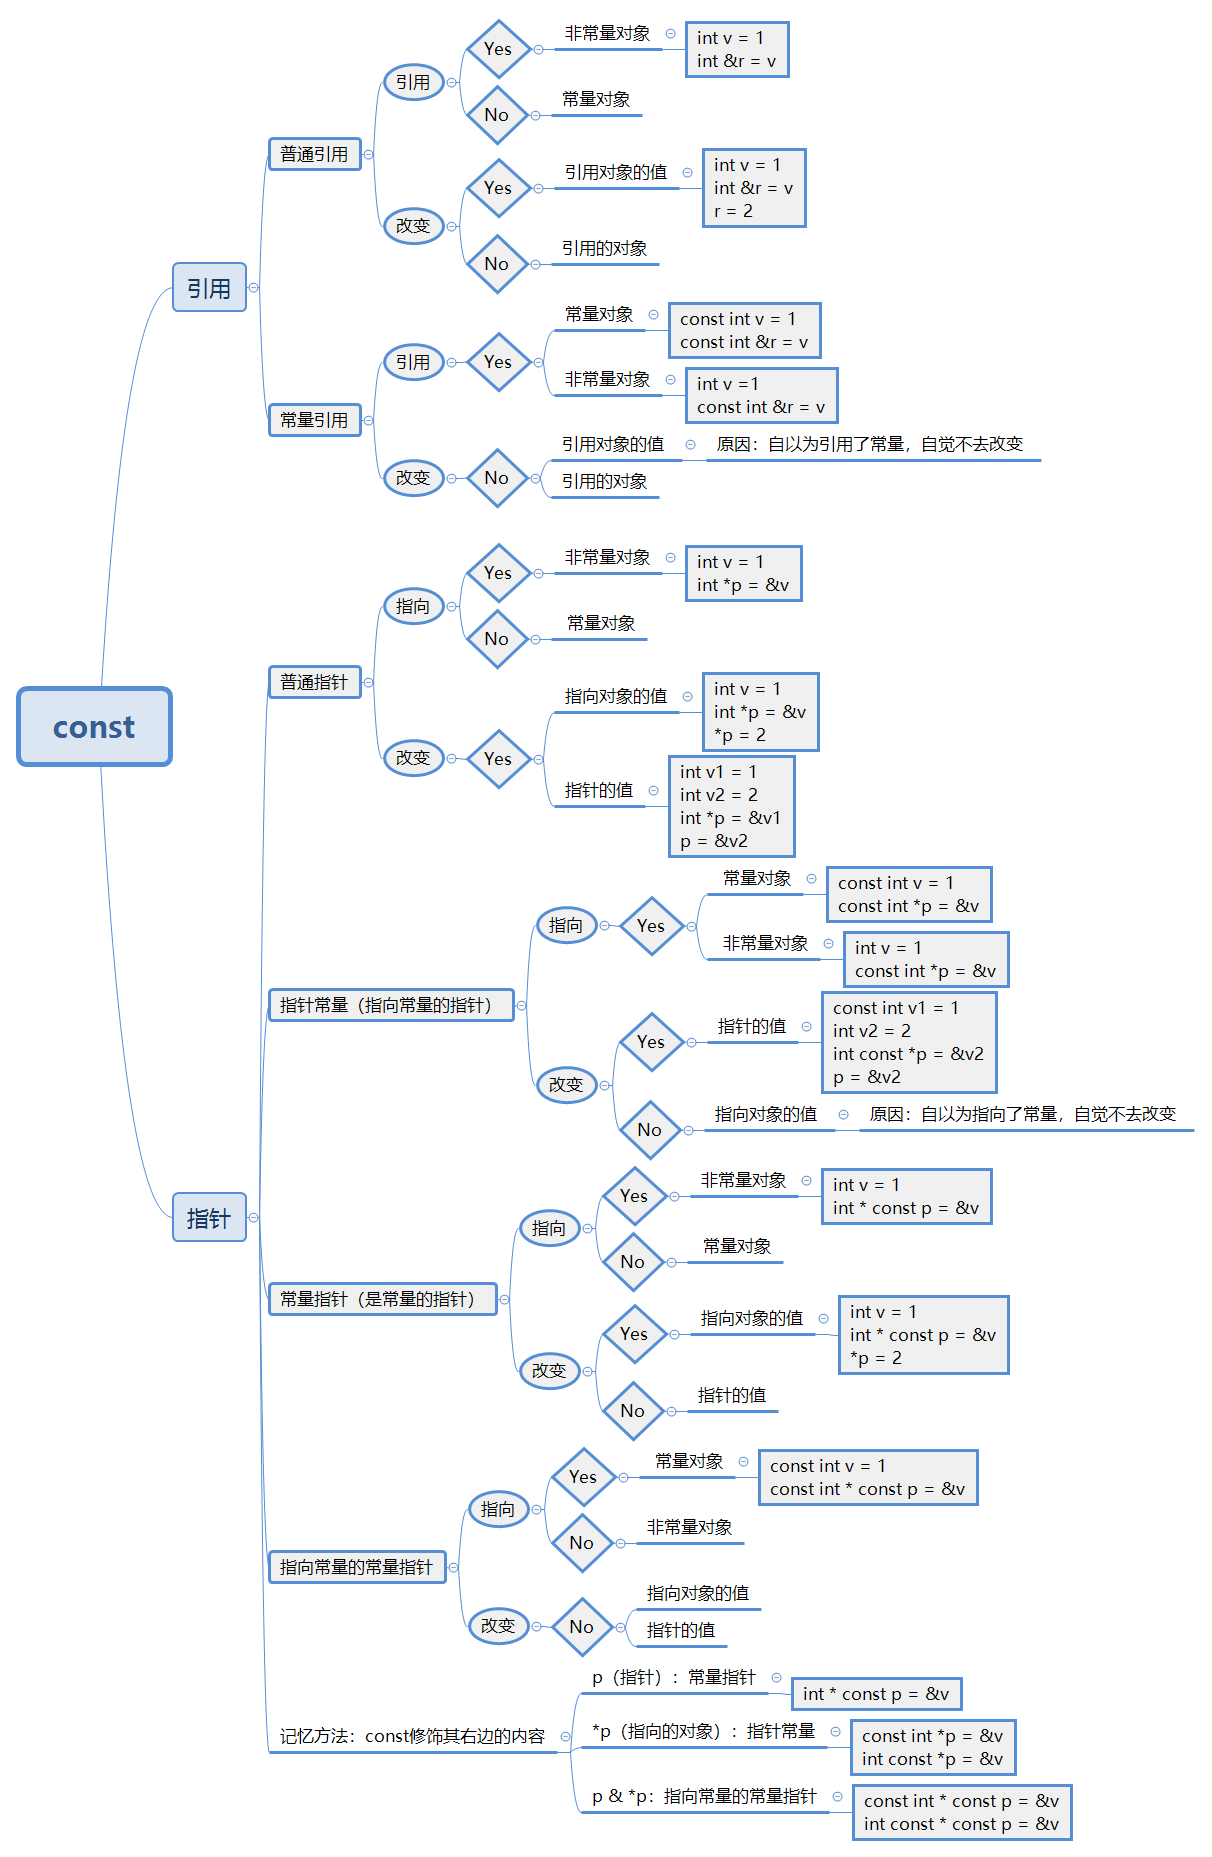 const
引用
普通引用
引用
Yes
非常量对象
int v = 1
int &r = v
No
常量对象
改变
Yes
引用对象的值
int v = 1
int &r = v
r = 2
No
引用的对象
常量引用
引用
Yes
常量对象
const int v = 1
const int &r = v
非常量对象
int v =1
const int &r = v
改变
No
引用对象的值
原因：自以为引用了常量，自觉不去改变
引用的对象
指针
普通指针
指向
Yes
非常量对象
int v = 1
int *p = &v
No
常量对象
改变
Yes
指向对象的值
int v = 1
int *p = &v
*p = 2
指针的值
int v1 = 1
int v2 = 2
int *p = &v1
p = &v2
指针常量（指向常量的指针）
指向
Yes
常量对象
const int v = 1
const int *p = &v
非常量对象
int v = 1
const int *p = &v
改变
Yes
指针的值
const int v1 = 1
int v2 = 2
int const *p = &v2
p = &v2
No
指向对象的值
原因：自以为指向了常量，自觉不去改变
常量指针（是常量的指针）
指向
Yes
非常量对象
int v = 1
int * const p = &v
No
常量对象
改变
Yes
指向对象的值
int v = 1
int * const p = &v
*p = 2
No
指针的值
指向常量的常量指针
指向
Yes
常量对象
const int v = 1
const int * const p = &v
No
非常量对象
改变
No
指向对象的值
指针的值
记忆方法：const修饰其右边的内容
p（指针）：常量指针
int * const p = &v
*p（指向的对象）：指针常量
const int *p = &v
int const *p = &v
p & *p：指向常量的常量指针
const int * const p = &v
int const * const p = &v